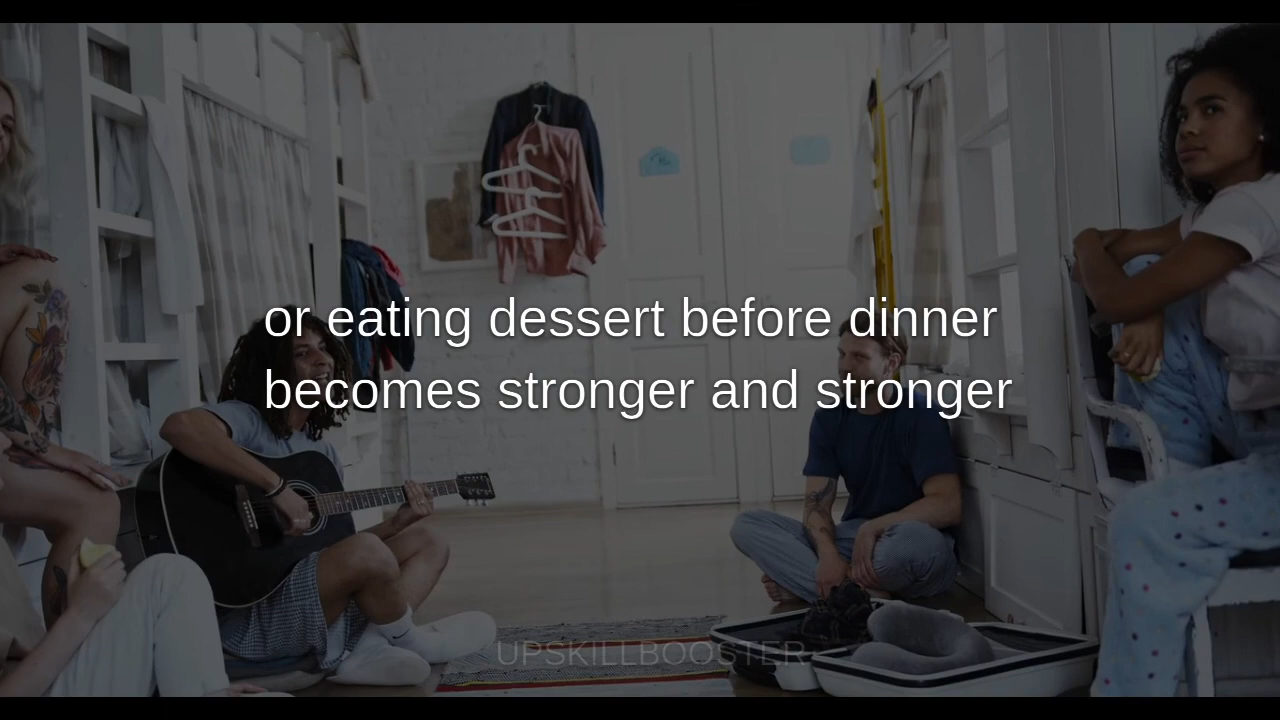 or eating dessert before dinner
becomes stronger and stronger
UPSKILLBOOSTER